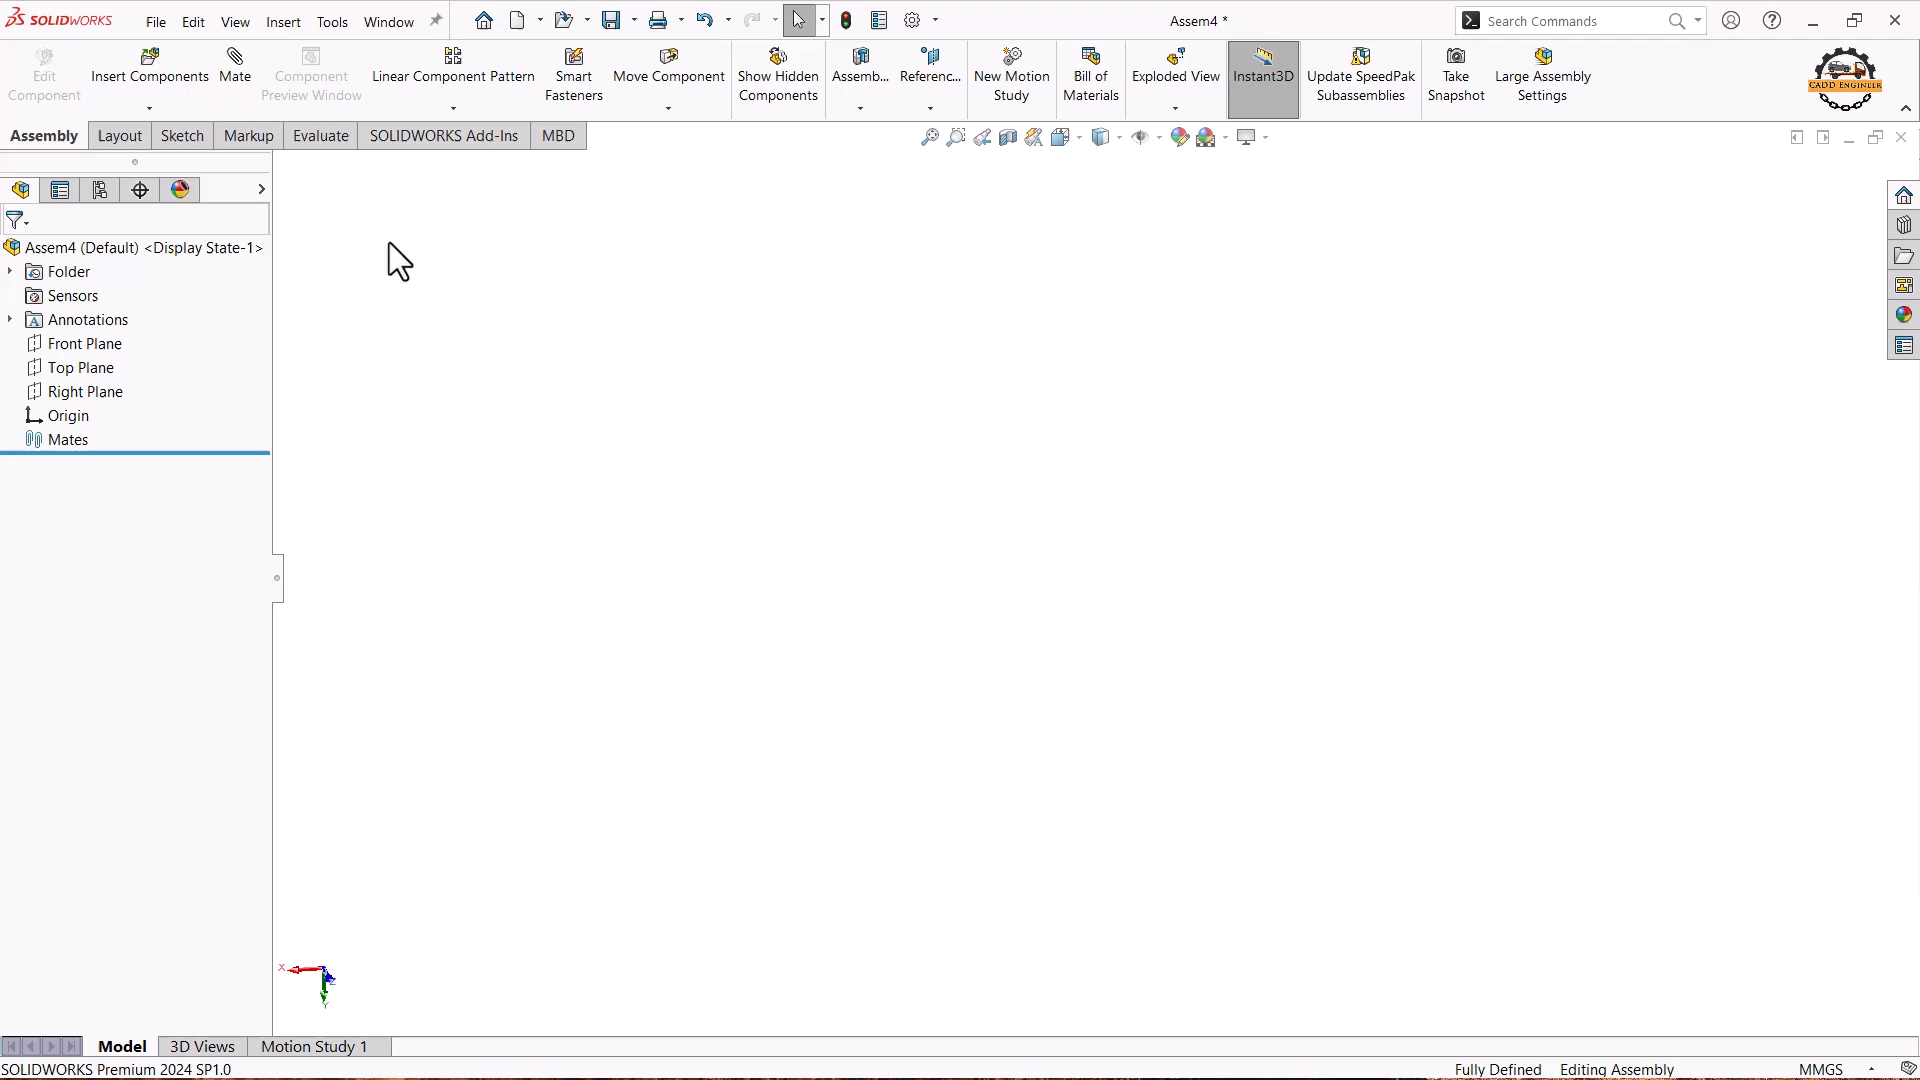 SOLIDWORKS File Edit View Insert Tools Window Assem4 * Search Commands
Edit Component
Insert Components
Mate
Component Preview Window
Linear Component Pattern
Smart Fasteners
Move Component
Show Hidden Components
Assemb...
Referenc...
New Motion Study
Bill of Materials
Exploded View
Instant3D
Update SpeedPak Subassemblies
Take Snapshot
Large Assembly Settings
CADD ENGINEER
Assembly Layout Sketch Markup Evaluate SOLIDWORKS Add-Ins MBD
Assem4 (Default) <Display State-1>
Folder
Sensors
A Annotations
Front Plane
Top Plane
Right Plane
Origin
Mates
X
Y
Model 3D Views Motion Study 1
SOLIDWORKS Premium 2024 SP1.0 Fully Defined Editing Assembly MMGS